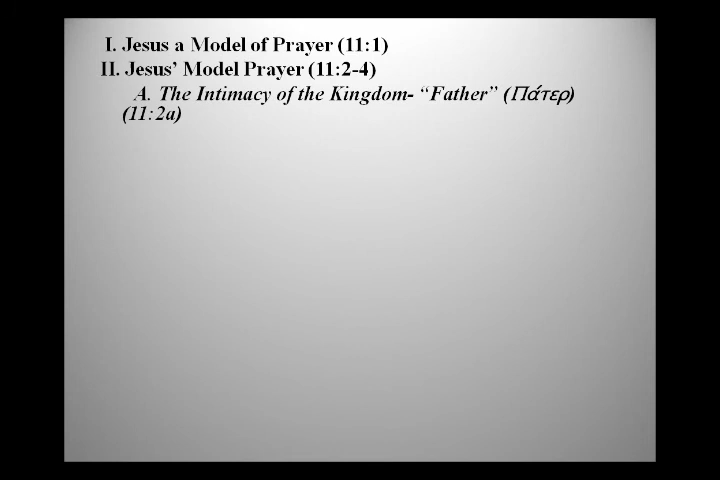 I. Jesus a Model of Prayer (11:1)
II. Jesus’ Model Prayer (11:2-4)
A. The Intimacy of the Kingdom- “Father” (Πάτερ)
(11:2a)